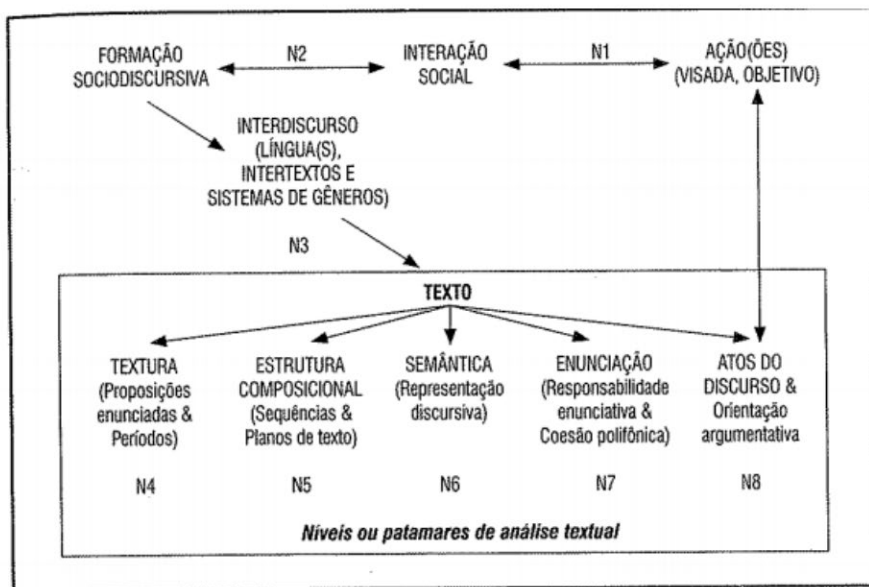 FORMAÇÃO
SOCIODISCURSIVA
N2
INTERAÇÃO
SOCIAL
N1
AÇÃO(ÕES)
(VISADA, OBJETIVO)
INTERDISCURSO
(LÍNGUA(S),
INTERTEXTOS E
SISTEMAS DE GÊNEROS)
N3
TEXTO
TEXTURA
(Proposições
enunciadas &
Períodos)
N4
ESTRUTURA
COMPOSICIONAL
(Sequências &
Planos de texto)
N5
SEMÂNTICA
(Representação
discursiva)
N6
ENUNCIAÇÃO
(Responsabilidade
enunciativa &
Coesão polifônica)
N7
ATOS DO
DISCURSO &
Orientação
argumentativa
N8
Níveis ou patamares de análise textual